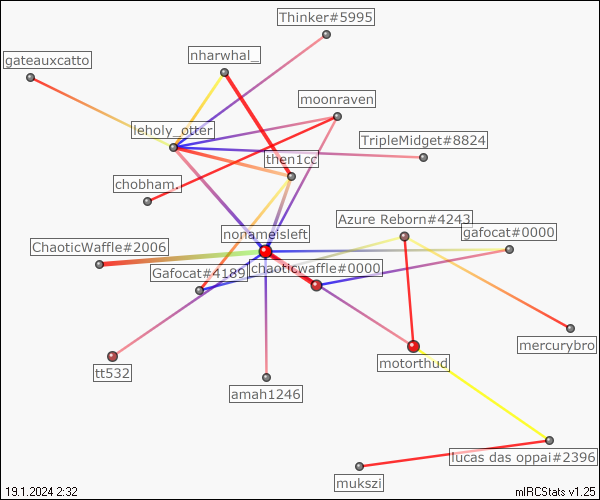 Thinker#5995
nharwhal_
gateauxcatto
moonraven
leholy_otter
TripleMidget#8824
then1cc
chobham.
Azure Reborn#4243
nonameisleft
gafocat#0000
ChaoticWaffle#2006
Gafocat#4189
chaoticwaffle#0000
mercurybro
motorthud
tt532
amah1246
lucas das oppai#2396
mukszi
19.1.2024 2:32
mIRCStats v1.25